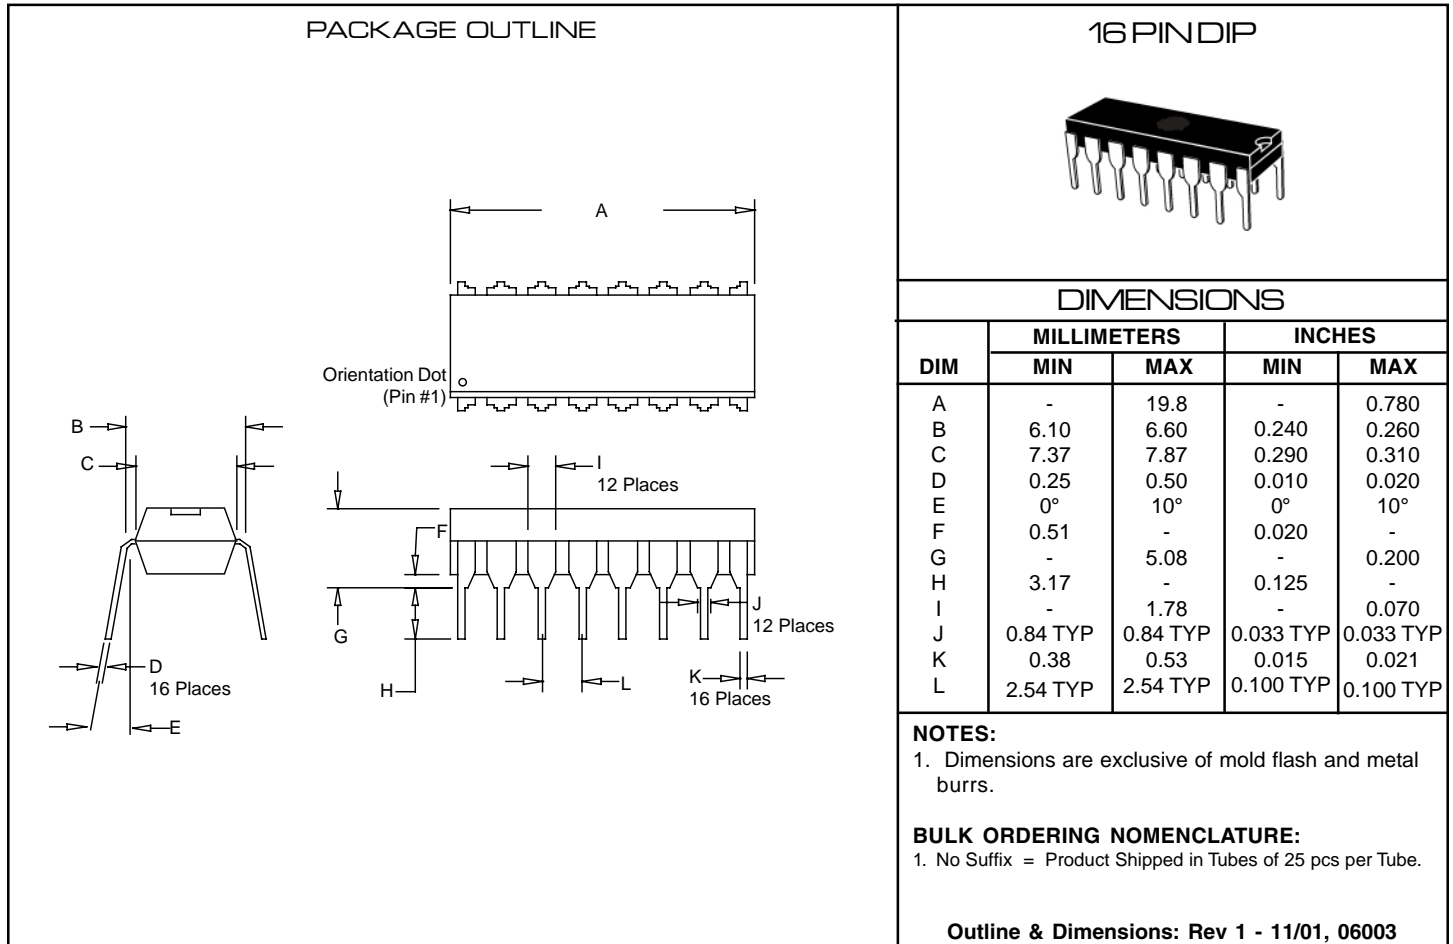 PACKAGE OUTLINE
A
Orientation Dot
(Pin #1)
B
C
I
12 Places
F
G
J
12 Places
D
16 Places
H
L
K
16 Places
E
16 PIN DIP
DIMENSIONS
MILLIMETERS INCHES
DIM MIN MAX MIN MAX
A - 19.8 - 0.780
B 6.10 6.60 0.240 0.260
C 7.37 7.87 0.290 0.310
D 0.25 0.50 0.010 0.020
E 0° 10° 0° 10°
F 0.51 - 0.020 -
G - 5.08 - 0.200
H 3.17 - 0.125 -
I - 1.78 - 0.070
J 0.84 TYP 0.84 TYP 0.033 TYP 0.033 TYP
K 0.38 0.53 0.015 0.021
L 2.54 TYP 2.54 TYP 0.100 TYP 0.100 TYP
NOTES:
1. Dimensions are exclusive of mold flash and metal
burrs.
BULK ORDERING NOMENCLATURE:
1. No Suffix = Product Shipped in Tubes of 25 pcs per Tube.
Outline & Dimensions: Rev 1 - 11/01, 06003